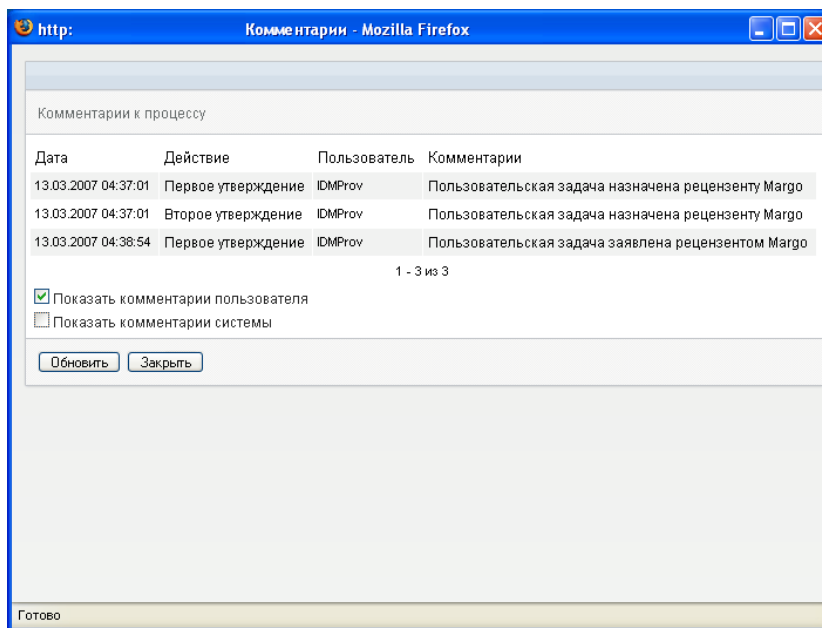 http: Комментарии - Mozilla Firefox
Комментарии к процессу
Дата Действие Пользователь Комментарии
13.03.2007 04:37:01 Первое утверждение IDMProv Пользовательская задача назначена рецензенту Margo
13.03.2007 04:37:01 Второе утверждение IDMProv Пользовательская задача назначена рецензенту Margo
13.03.2007 04:38:54 Первое утверждение IDMProv Пользовательская задача заявлена рецензентом Margo
1 - 3 из 3
Показать комментарии пользователя
Показать комментарии системы
Обновить Закрыть
Готово